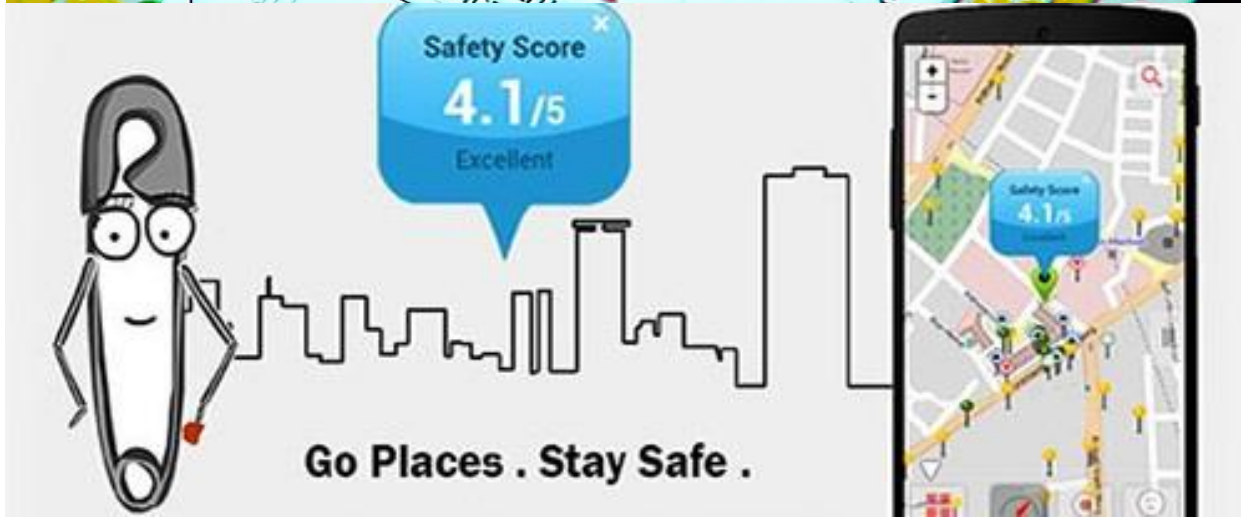 Safety Score
4.1/5
Excellent
Go Places . Stay Safe .
+
-
Safety Score
4.1/5
Excellent